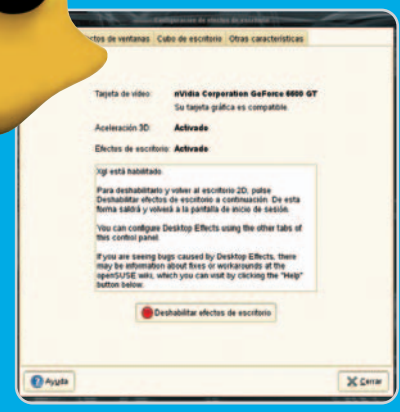 Configuración de efectos de escritorio
ctos de ventanas Cubo de escritorio Otras características
Tarjeta de vídeo: nVidia Corporation GeForce 6600 GT
Su tarjeta gráfica es compatible.
Aceleración 3D: Activado
Efectos de escritorio: Activado
Xgl está habilitado.
Para deshabilitarlo y volver al escritorio 2D, pulse
Deshabilitar efectos de escritorio a continuación. De esta
forma saldrá y volverá a la pantalla de inicio de sesión.
You can configure Desktop Effects using the other tabs of
this control panel.
If you are seeing bugs caused by Desktop Effects, there
may be information about fixes or workarounds at the
openSUSE wiki, which you can visit by clicking the "Help"
button below.
Deshabilitar efectos de escritorio
Ayuda
Cerrar